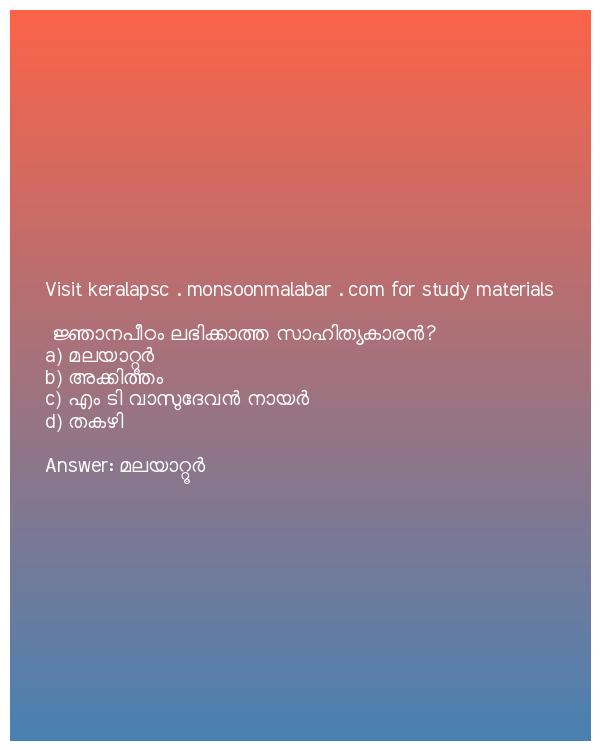 Visit keralapsc . monsoonmalabar . com for study materials
ജ്ഞാനപീഠം ലഭിക്കാത്ത സാഹിത്യകാരൻ?
a) മലയാറ്റൂർ
b) അക്കിത്തം
c) എം ടി വാസുദേവൻ നായർ
d) തകഴി
Answer: മലയാറ്റൂർ